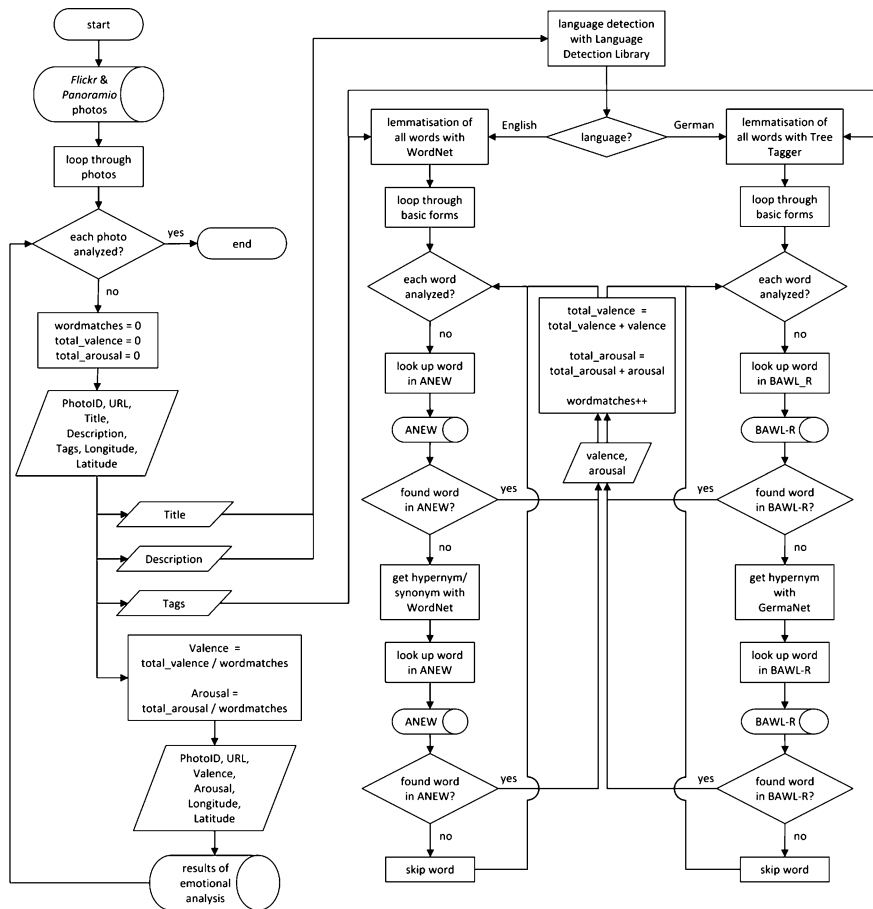 start
Flickr &
Panoramio
photos
loop through
photos
each photo
analyzed?
yes
end
no
wordmatches = 0
total_valence = 0
total_arousal = 0
PhotoID, URL,
Title,
Description,
Tags, Longitude,
Latitude
Title
Description
Tags
Valence =
total_valence / wordmatches
Arousal =
total_arousal / wordmatches
PhotoID, URL,
Valence,
Arousal,
Longitude,
Latitude
results of
emotional
analysis
language detection
with Language
Detection Library
language?
English
German
lemmatisation of
all words with
WordNet
loop through
basic forms
each word
analyzed?
no
look up word
in ANEW
ANEW
found word
in ANEW?
yes
no
get hypernym/
synonym with
WordNet
look up word
in ANEW
ANEW
found word
in ANEW?
yes
no
skip word
total_valence =
total_valence + valence
total_arousal =
total_arousal + arousal
wordmatches++
valence,
arousal
lemmatisation of
all words with Tree
Tagger
loop through
basic forms
each word
analyzed?
no
look up word
in BAWL_R
BAWL-R
found word
in BAWL-R?
yes
no
get hypernym
with
GermaNet
look up word
in BAWL-R
BAWL-R
found word
in BAWL-R?
yes
no
skip word